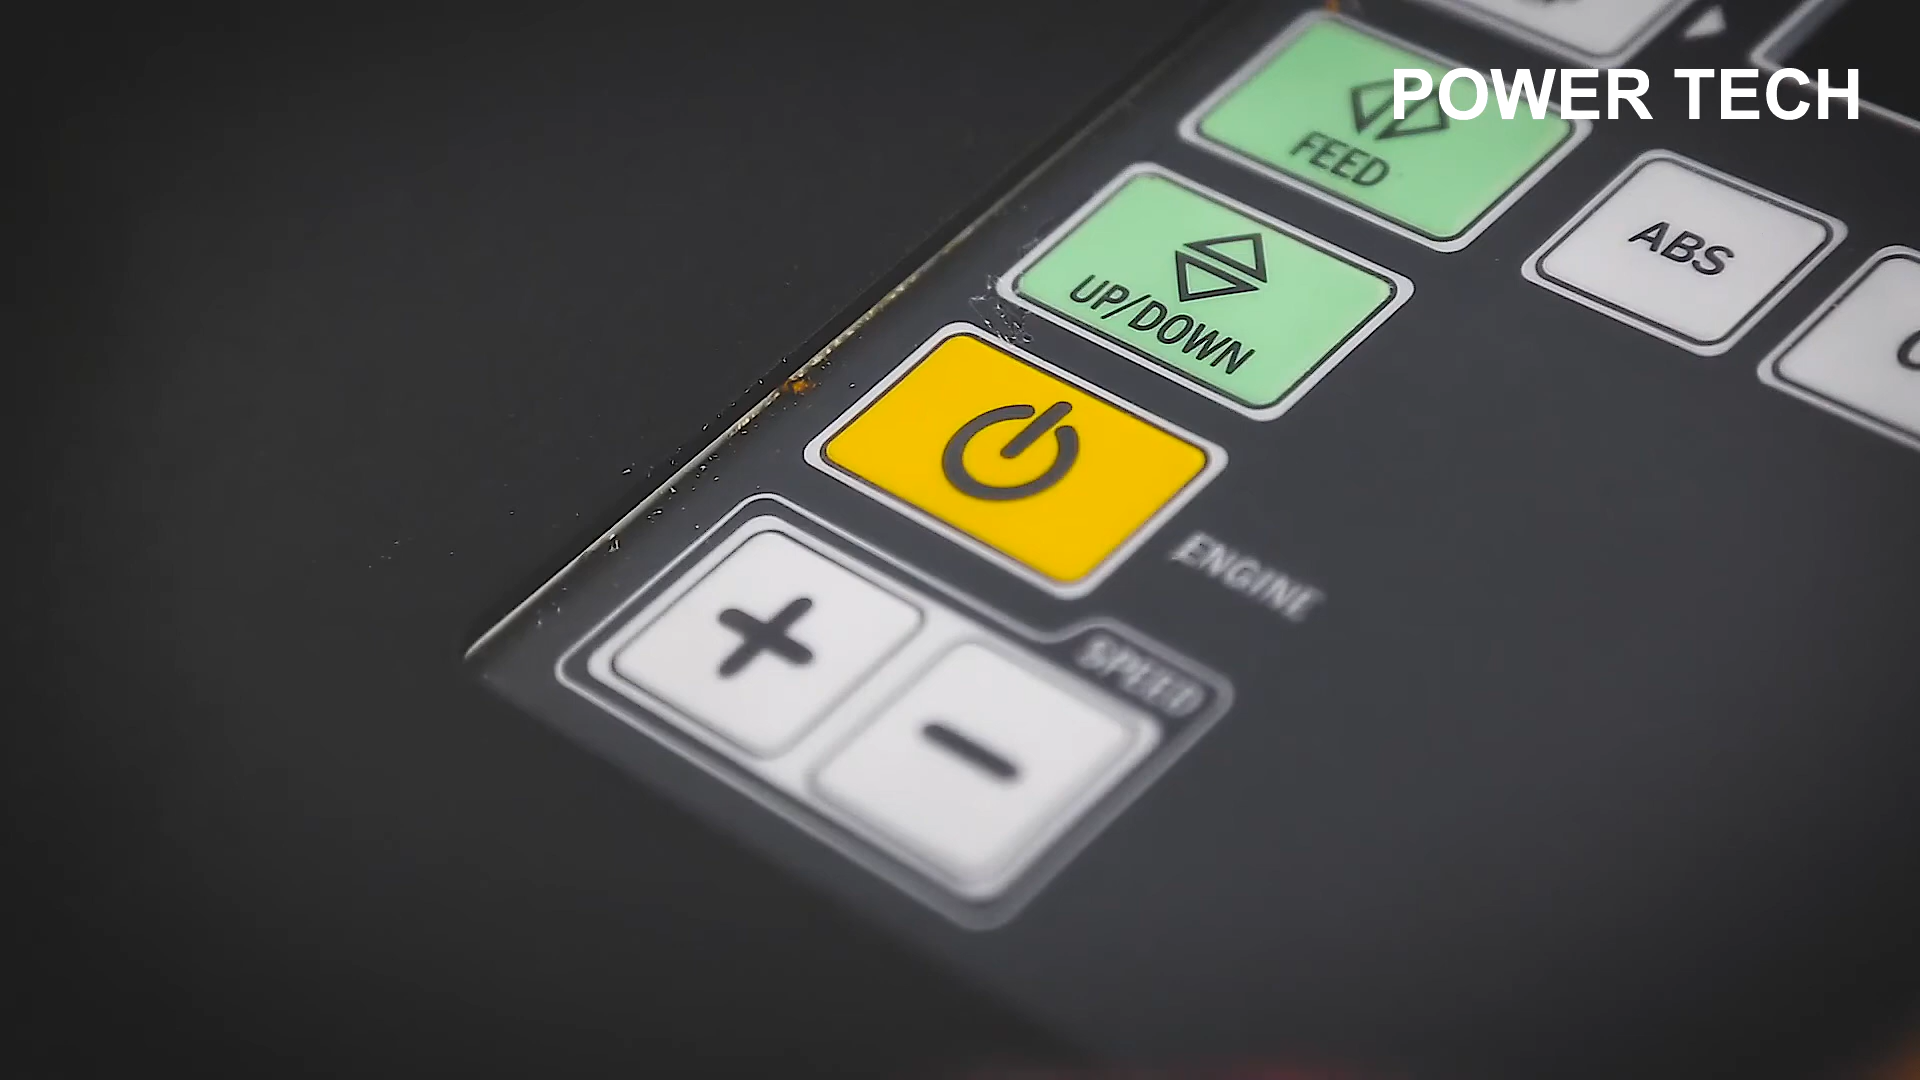 POWER TECH
FEED
ABS
UP/DOWN
ENGINE
+
SPEED
-